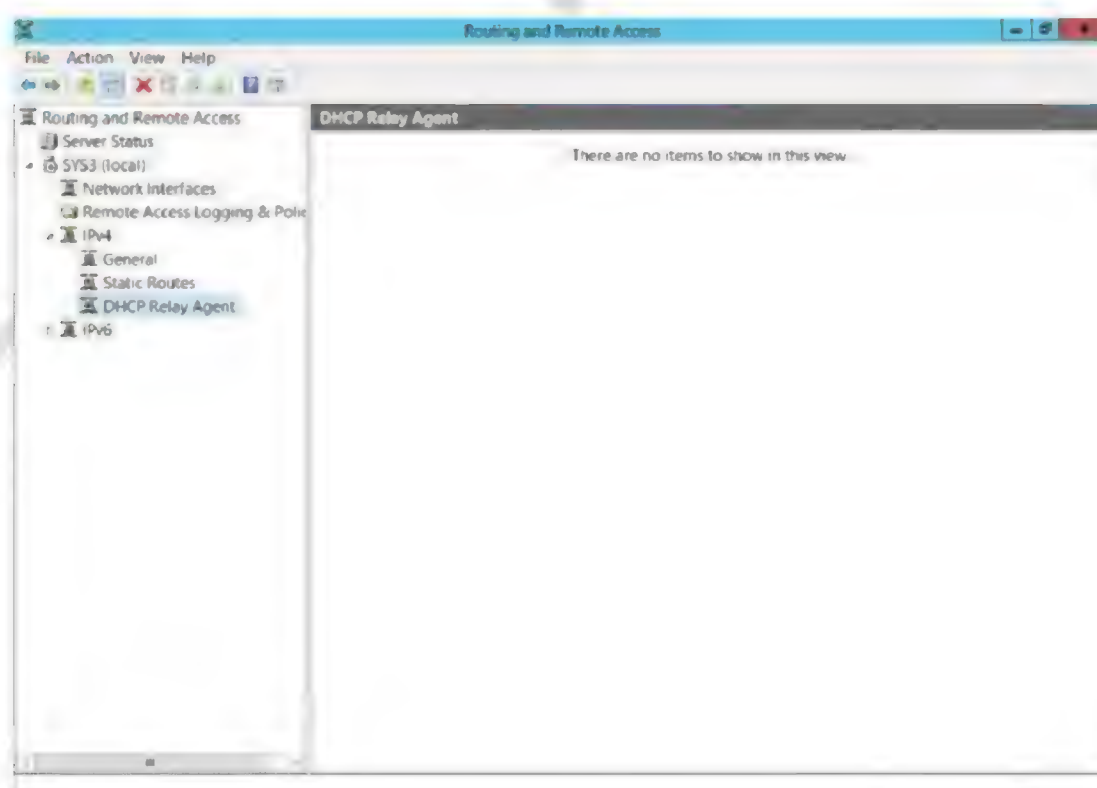 Routing and Remote Access
File Action View Help
Routing and Remote Access
Server Status
SYS3 (local)
Network Interfaces
Remote Access Logging & Polic
IPv4
General
Static Routes
DHCP Relay Agent
IPv6
DHCP Relay Agent
There are no items to show in this view